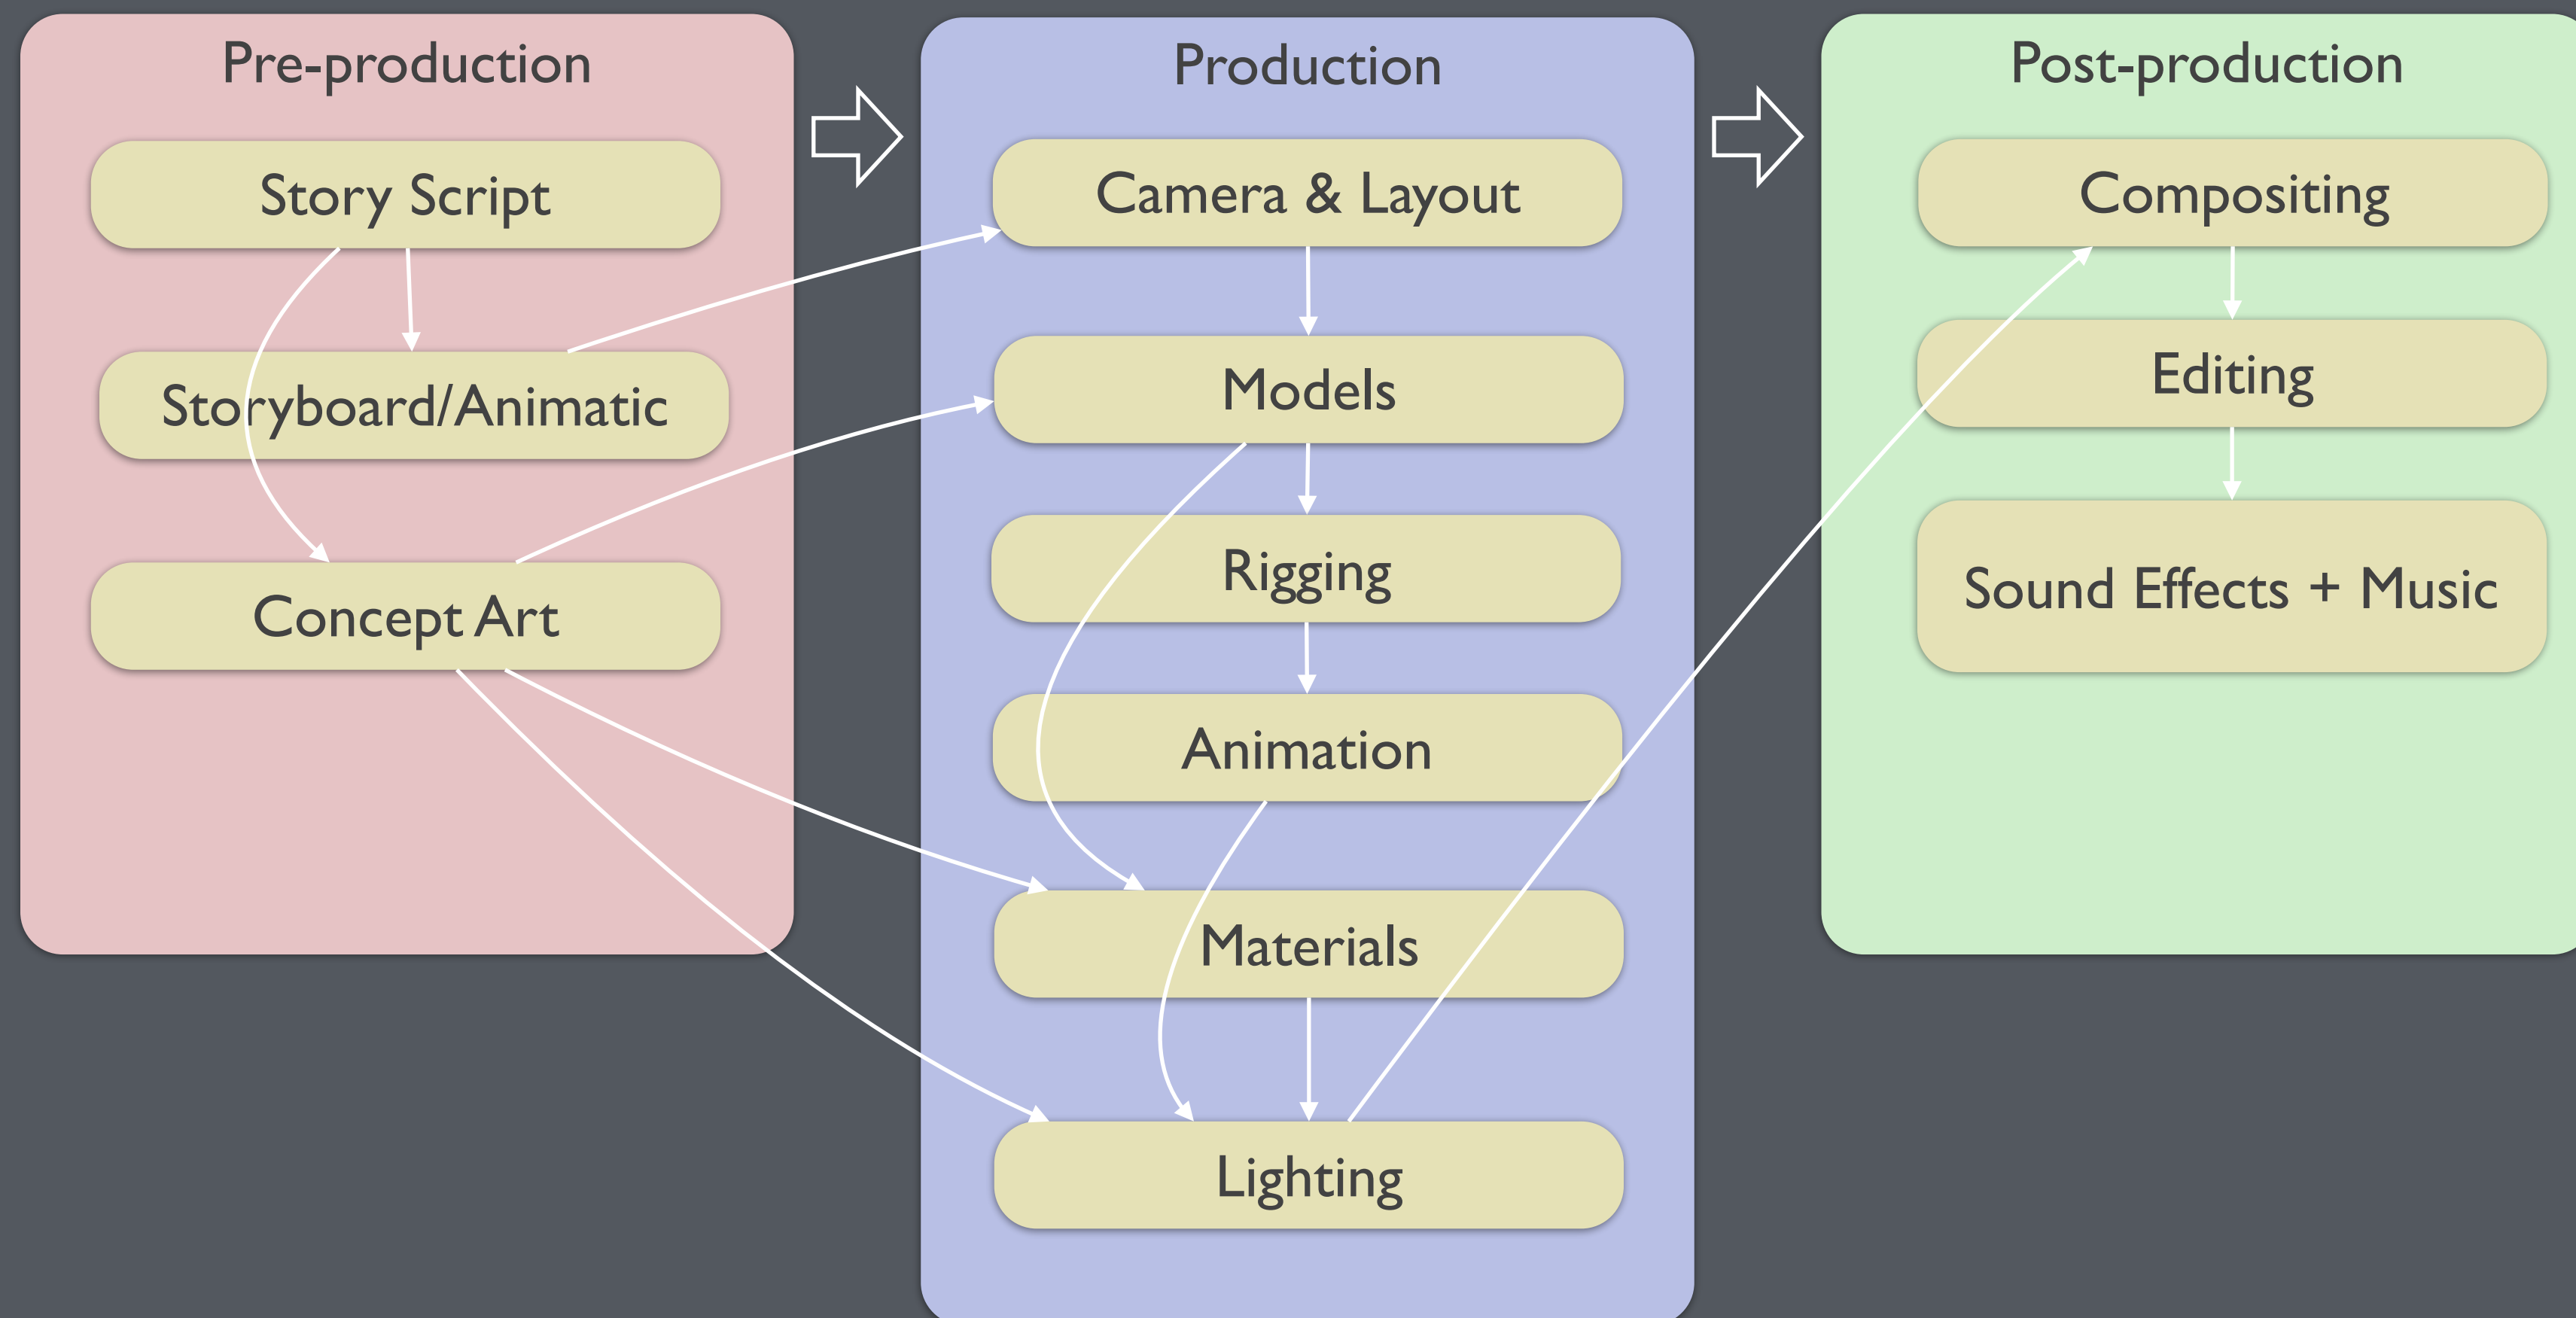 Pre-production
Story Script
Storyboard/Animatic
Concept Art
Production
Camera & Layout
Models
Rigging
Animation
Materials
Lighting
Post-production
Compositing
Editing
Sound Effects + Music